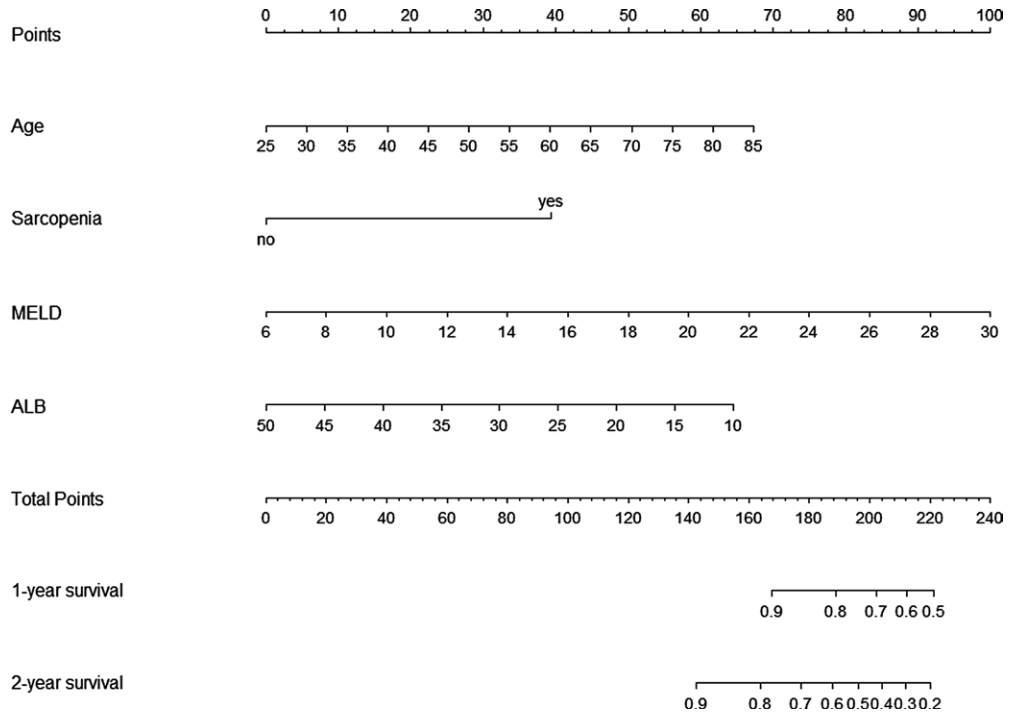 0 10 20 30 40 50 60 70 80 90 100
Points
Age
25 30 35 40 45 50 55 60 65 70 75 80 85
yes
Sarcopenia
no
MELD
6 8 10 12 14 16 18 20 22 24 26 28 30
ALB
50 45 40 35 30 25 20 15 10
Total Points
0 20 40 60 80 100 120 140 160 180 200 220 240
1-year survival
0.9 0.8 0.7 0.6 0.5
2-year survival
0.9 0.8 0.7 0.6 0.5 0.4 0.3 0.2